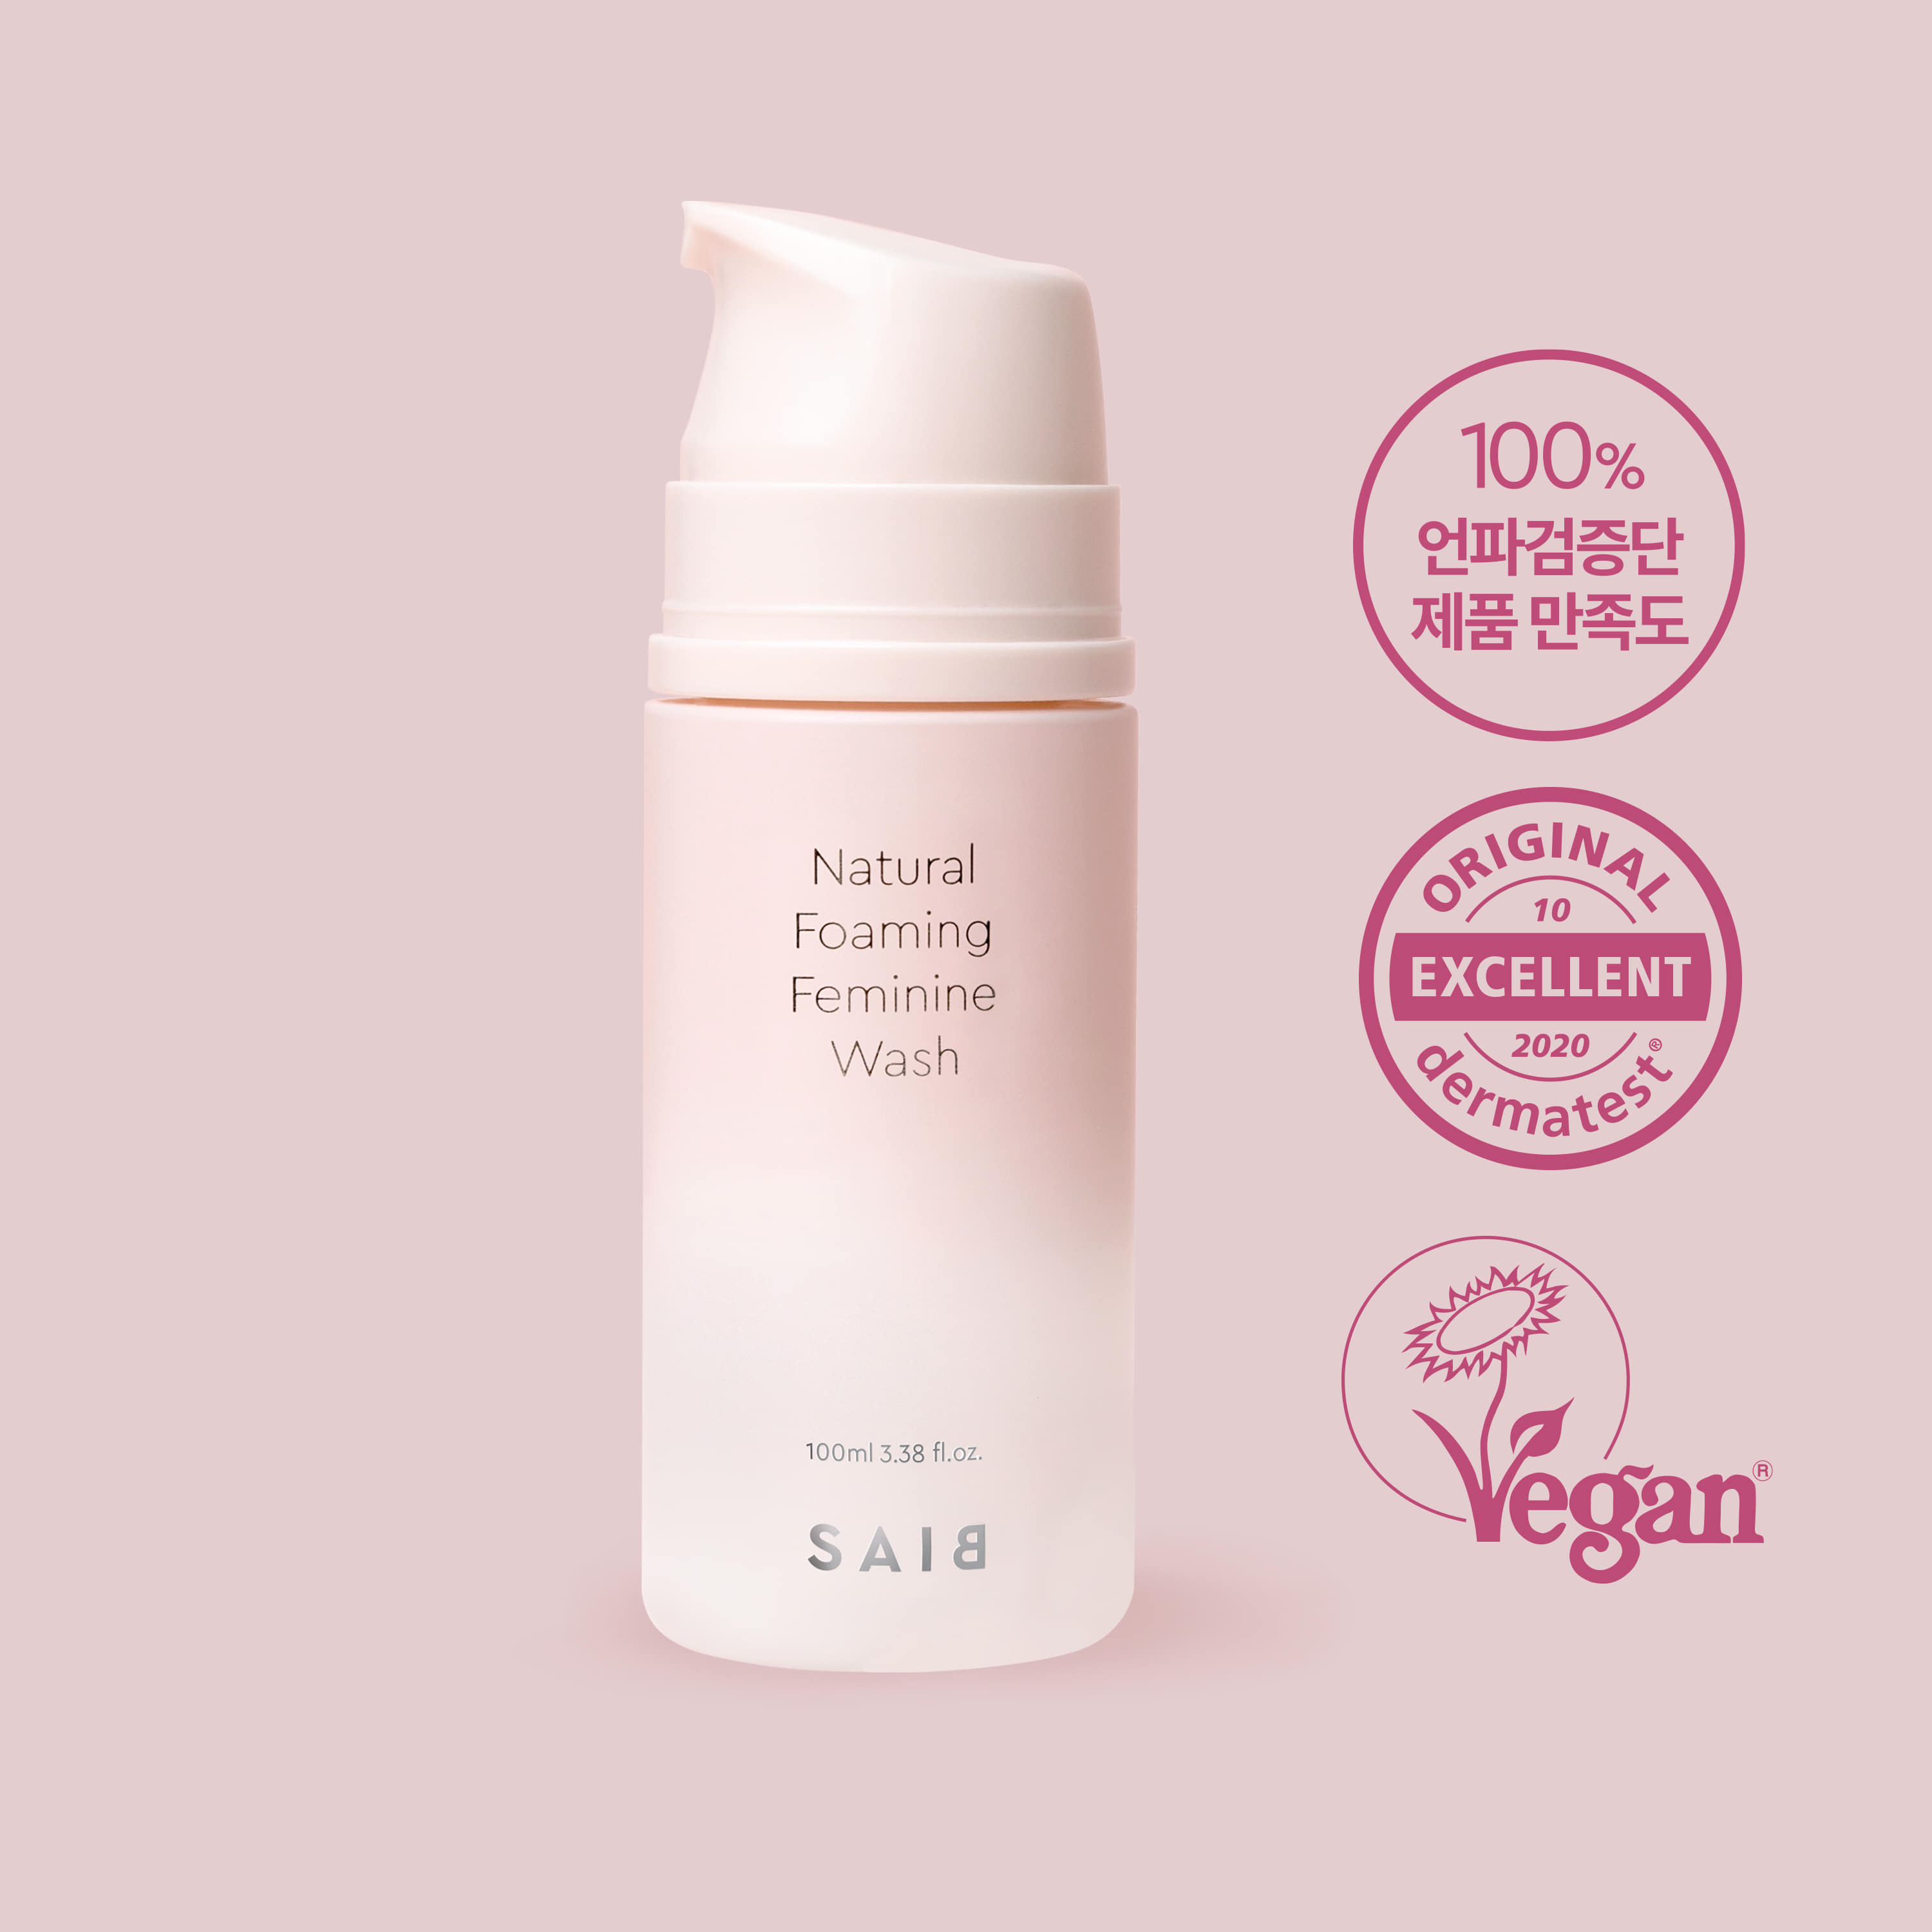 Natural
Foaming
Feminine
Wash
100ml 3.38 fl.oz.
SAIB
100%
언파검증단
제품 만족도
ORIGINAL
10
EXCELLENT
2020
dermatest®
Vegan®